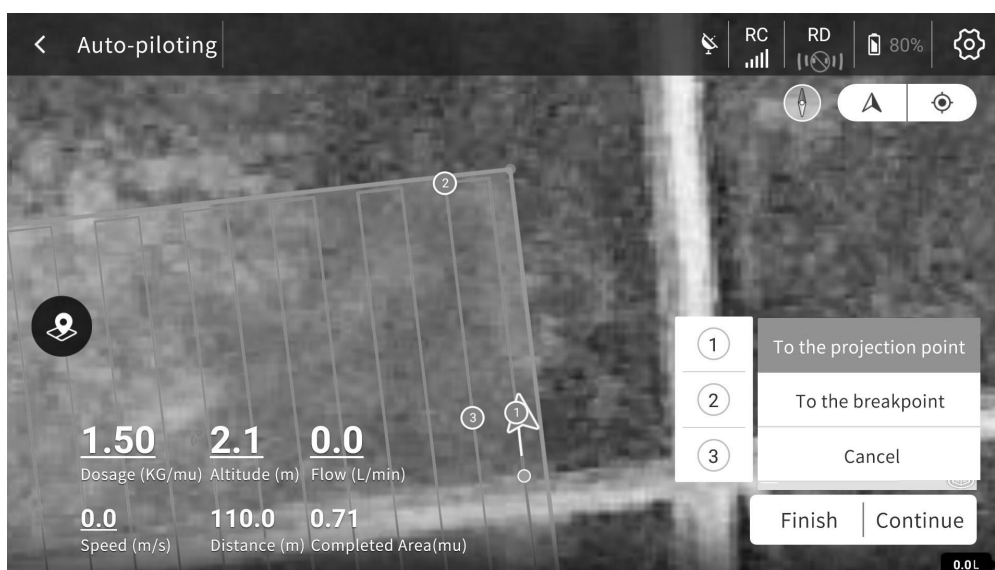 Auto-piloting
RC
RD
80%
2
3
1
1 To the projection point
2 To the breakpoint
3 Cancel
1.50 2.1 0.0
Dosage (KG/mu) Altitude (m) Flow (L/min)
0.0 110.0 0.71
Speed (m/s) Distance (m) Completed Area(mu)
Finish Continue
0.0L